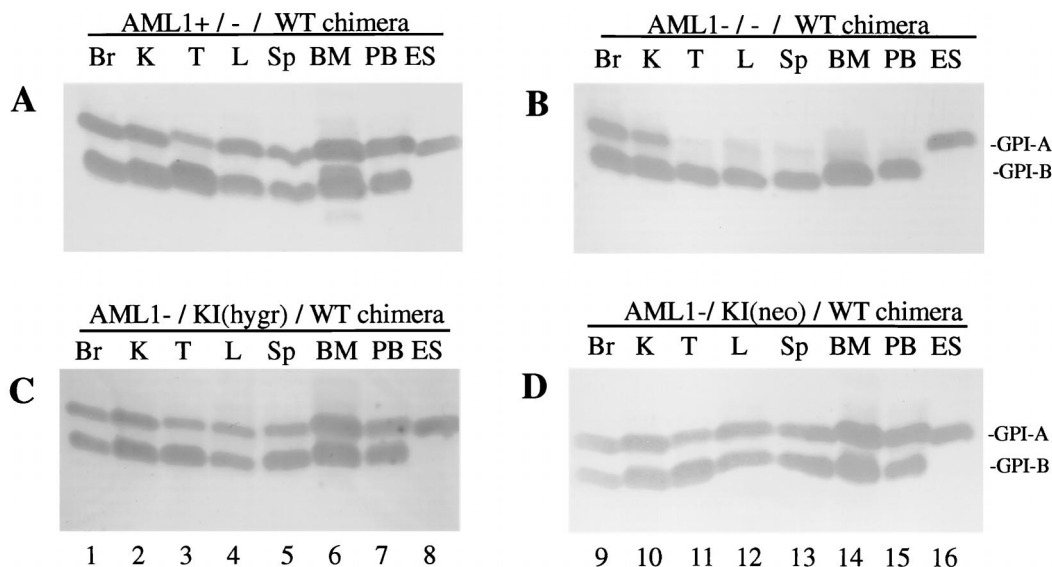 AML1+/- / WT chimera
Br K T L Sp BM PB ES
A
AML1-/- / WT chimera
Br K T L Sp BM PB ES
B
-GPI-A
-GPI-B
AML1- / KI(hygr) / WT chimera
Br K T L Sp BM PB ES
C
1 2 3 4 5 6 7 8
AML1-/ KI(neo) / WT chimera
Br K T L Sp BM PB ES
D
-GPI-A
-GPI-B
9 10 11 12 13 14 15 16